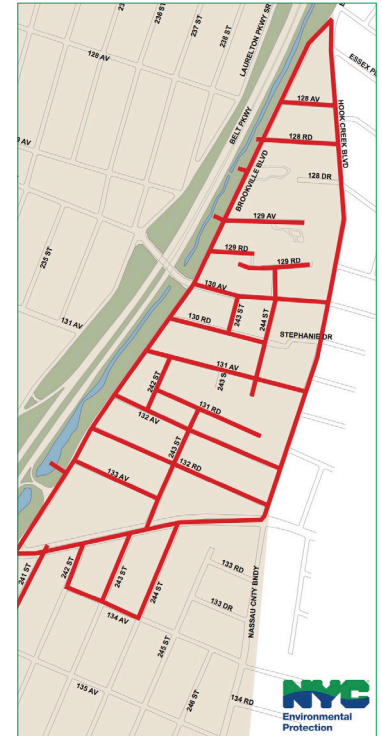 236 ST
237 ST
238 ST
LAURELTON PKWY SR
128 AV
ESSEX
BELT PKWY
128 AV
HOOK CREEK BLVD
128 RD
128 DR
BROOKVILLE BLVD
129 AV
235 ST
129 RD
129 RD
130 AV
131 AV
130 RD
243 ST
244 ST
STEPHANIE DR
131 AV
242 ST
243 S
131 RD
132 AV
243 ST
132 RD
133 AV
241 ST
242 ST
243 ST
244 ST
133 RD
133 DR
NASSAU CNTY BNDY
134 AV
245 ST
246 ST
135 AV
134 RD
NYC
Environmental
Protection